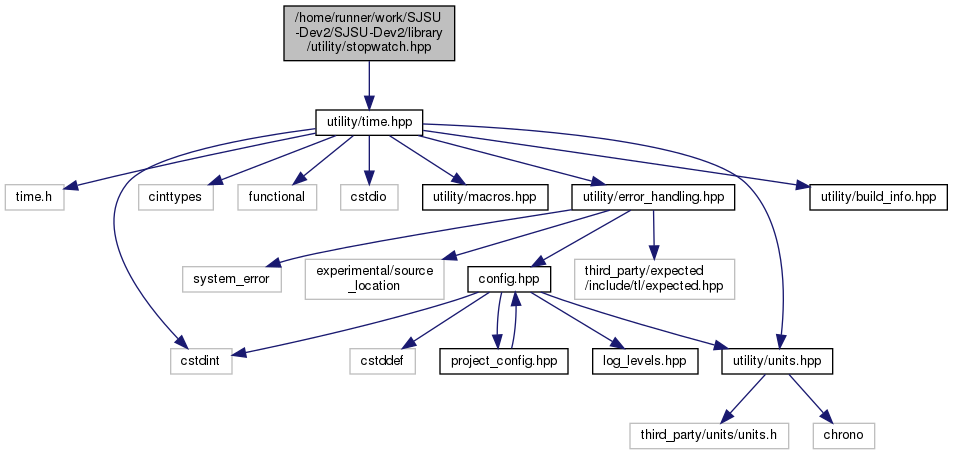 /home/runner/work/SJSU
-Dev2/SJSU-Dev2/library
/utility/stopwatch.hpp
utility/time.hpp
time.h
cinttypes
functional
cstdio
utility/macros.hpp
utility/error_handling.hpp
utility/build_info.hpp
system_error
experimental/source
_location
config.hpp
third_party/expected
/include/tl/expected.hpp
cstdint
cstddef
project_config.hpp
log_levels.hpp
utility/units.hpp
third_party/units/units.h
chrono